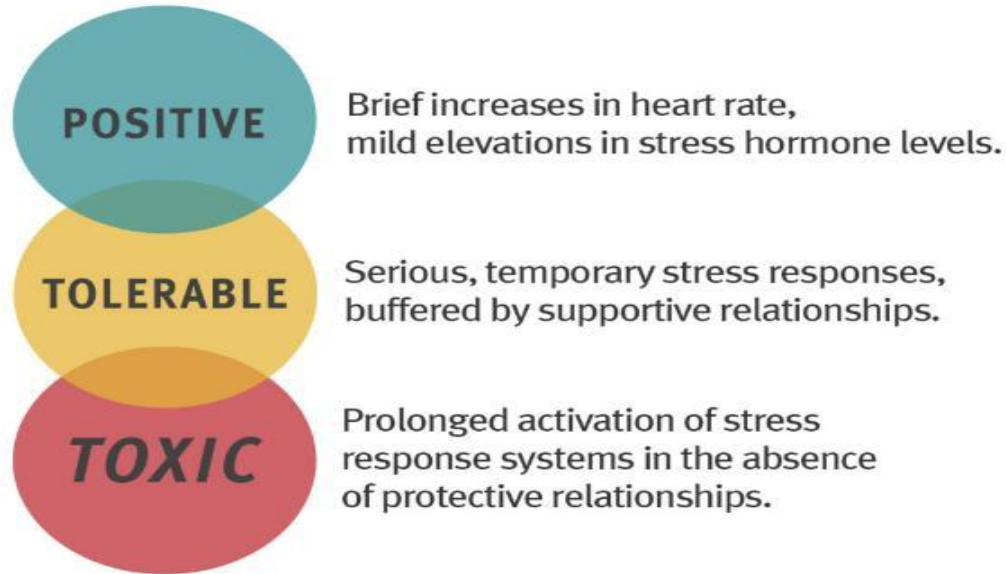 POSITIVE
Brief increases in heart rate,
mild elevations in stress hormone levels.
TOLERABLE
Serious, temporary stress responses,
buffered by supportive relationships.
TOXIC
Prolonged activation of stress
response systems in the absence
of protective relationships.